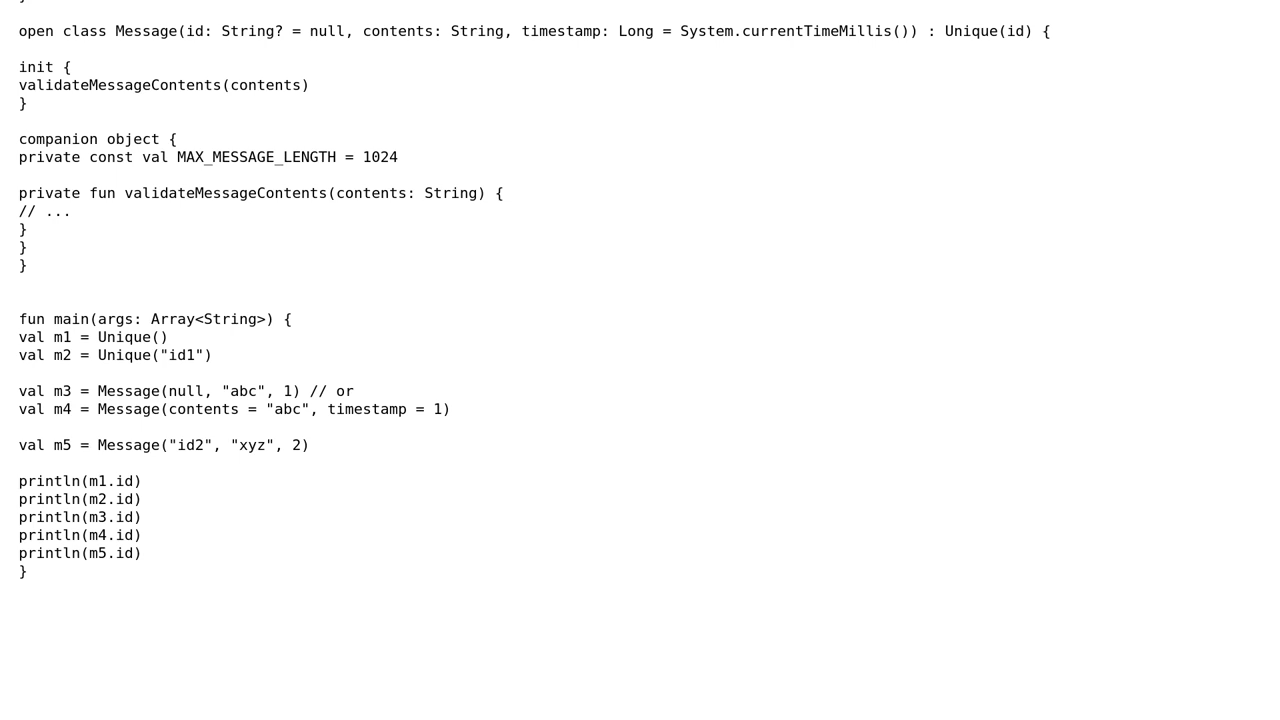 }
open class Message(id: String? = null, contents: String, timestamp: Long = System.currentTimeMillis()) : Unique(id) {
init {
validateMessageContents(contents)
}
companion object {
private const val MAX_MESSAGE_LENGTH = 1024
private fun validateMessageContents(contents: String) {
// ...
}
}
}
fun main(args: Array<String>) {
val m1 = Unique()
val m2 = Unique("id1")
val m3 = Message(null, "abc", 1) // or
val m4 = Message(contents = "abc", timestamp = 1)
val m5 = Message("id2", "xyz", 2)
println(m1.id)
println(m2.id)
println(m3.id)
println(m4.id)
println(m5.id)
}